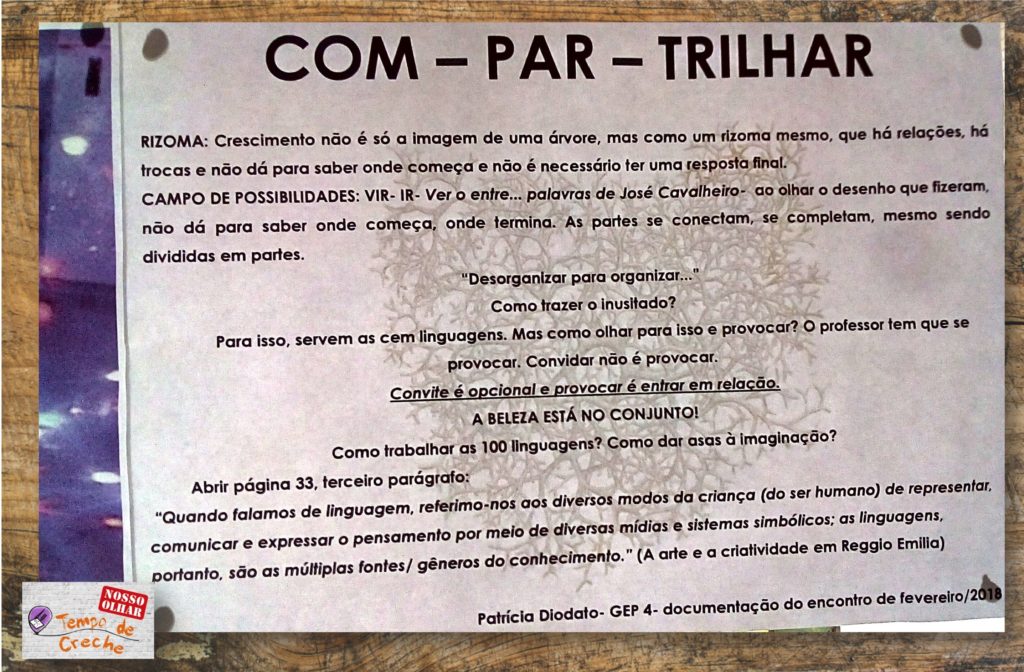 COM – PAR – TRILHAR
RIZOMA: Crescimento não é só a imagem de uma árvore, mas como um rizoma mesmo, que há relações, há
trocas e não dá para saber onde começa e não é necessário ter uma resposta final.
CAMPO DE POSSIBILIDADES: VIR- IR- Ver o entre... palavras de José Cavalheiro- ao olhar o desenho que fizeram,
não dá para saber onde começa, onde termina. As partes se conectam, se completam, mesmo sendo
divididas em partes.
“Desorganizar para organizar...”
Como trazer o inusitado?
Para isso, servem as cem linguagens. Mas como olhar para isso e provocar? O professor tem que se
provocar. Convidar não é provocar.
Convite é opcional e provocar é entrar em relação.
A BELEZA ESTÁ NO CONJUNTO!
Como trabalhar as 100 linguagens? Como dar asas à imaginação?
Abrir página 33, terceiro parágrafo:
“Quando falamos de linguagem, referimo-nos aos diversos modos da criança (do ser humano) de representar,
comunicar e expressar o pensamento por meio de diversas mídias e sistemas simbólicos; as linguagens,
portanto, são as múltiplas fontes/ gêneros do conhecimento.” (A arte e a criatividade em Reggio Emilia)
Patrícia Diodato- GEP 4- documentação do encontro de fevereiro/2018
NOSSO
OLHAR
Tempo de
Creche